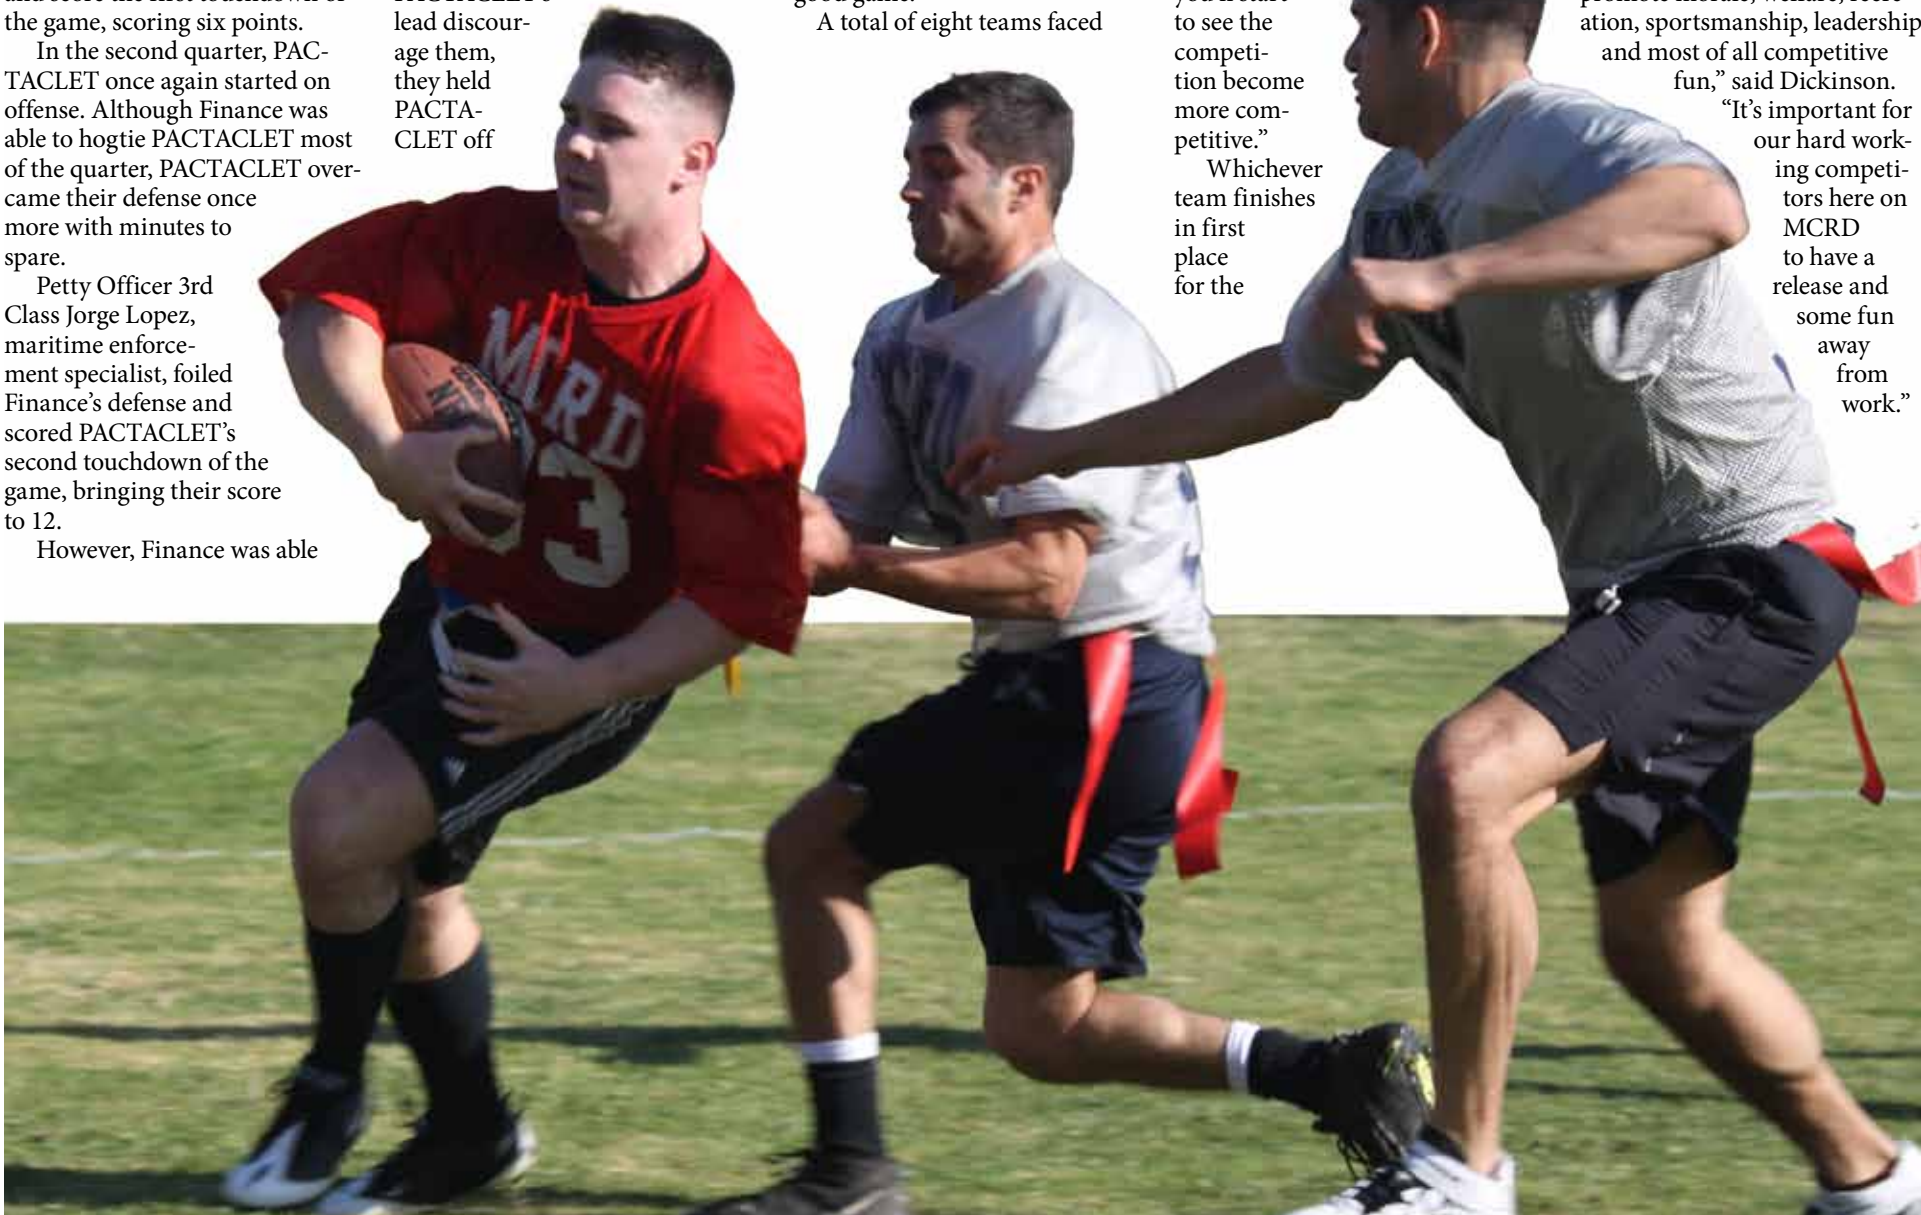 the game, scoring six points.
In the second quarter, PAC-
TACLET once again started on
offense. Although Finance was
able to hogtie PACTACLET most
of the quarter, PACTACLET over-
came their defense once
more with minutes to
spare.
Petty Officer 3rd
Class Jorge Lopez,
maritime enforce-
ment specialist, foiled
Finance’s defense and
scored PACTACLET’s
second touchdown of the
game, bringing their score
to 12.
However, Finance was able
lead discour-
age them,
they held
PACTA-
CLET off
A total of eight teams faced
to see the
competi-
tion become
more com-
petitive.”
Whichever
team finishes
in first
place
for the
ation, sportsmanship, leadership
and most of all competitive
fun,” said Dickinson.
“It’s important for
our hard work-
ing competi-
tors here on
MCRD
to have a
release and
some fun
away
from
work.”
MCRD
3